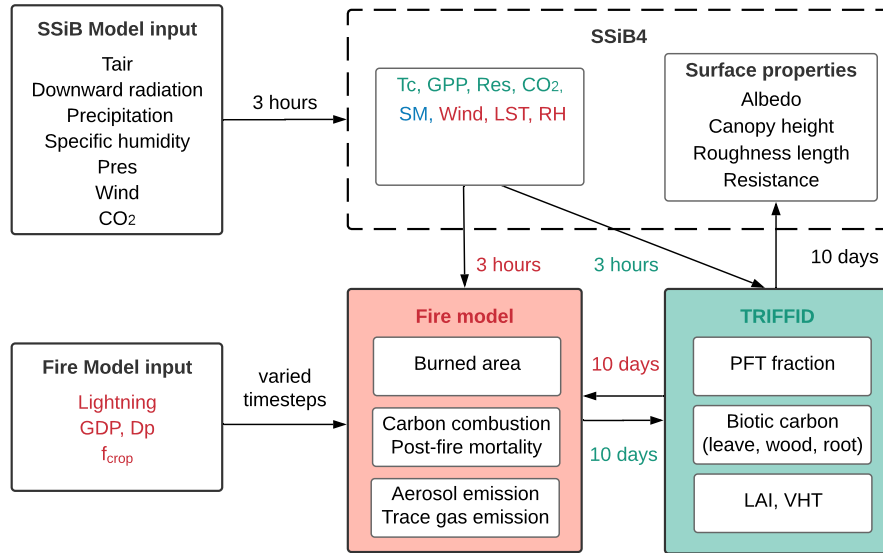 SSiB Model input
Tair
Downward radiation
Precipitation
Specific humidity
Pres
Wind
CO2
3 hours
SSiB4
Tc, GPP, Res, CO2,
SM, Wind, LST, RH
Surface properties
Albedo
Canopy height
Roughness length
Resistance
3 hours
3 hours
10 days
Fire Model input
Lightning
GDP, Dp
fcrop
varied
timesteps
Fire model
Burned area
Carbon combustion
Post-fire mortality
Aerosol emission
Trace gas emission
10 days
10 days
TRIFFID
PFT fraction
Biotic carbon
(leave, wood, root)
LAI, VHT